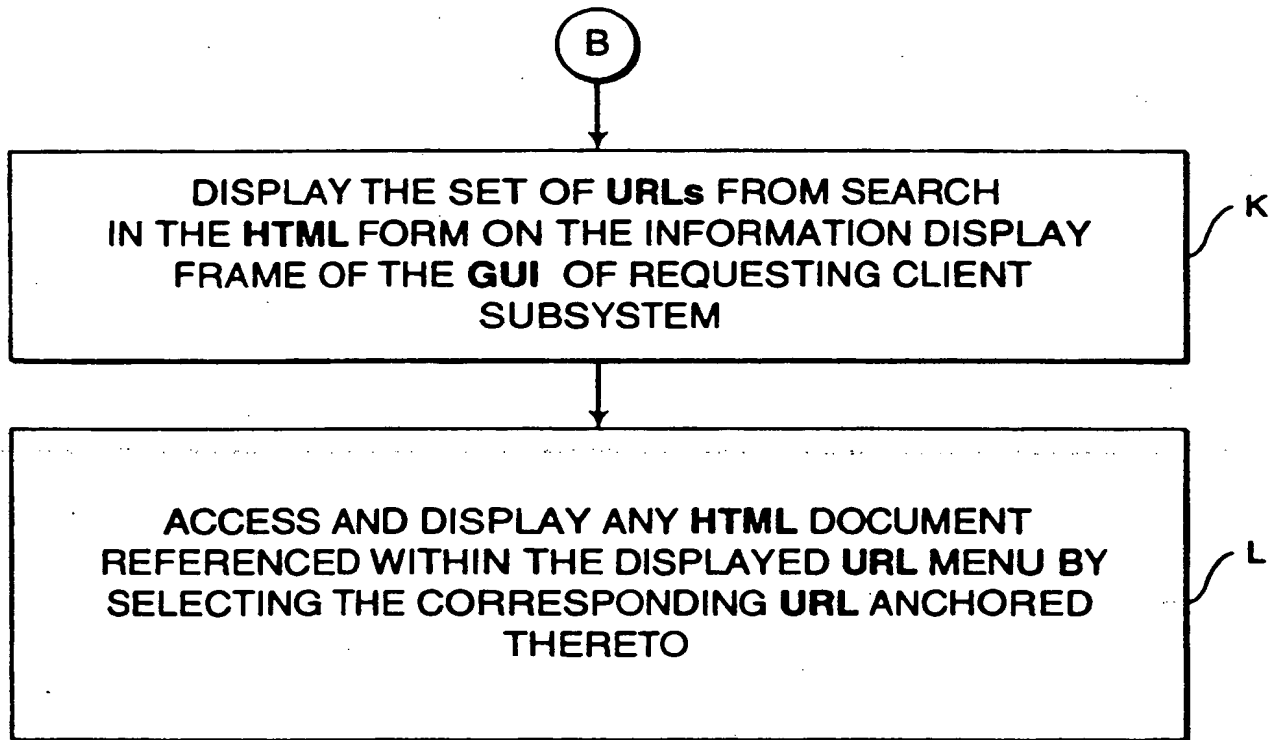 B
DISPLAY THE SET OF URLs FROM SEARCH
IN THE HTML FORM ON THE INFORMATION DISPLAY
FRAME OF THE GUI OF REQUESTING CLIENT
SUBSYSTEM
K
ACCESS AND DISPLAY ANY HTML DOCUMENT
REFERENCED WITHIN THE DISPLAYED URL MENU BY
SELECTING THE CORRESPONDING URL ANCHORED
THERETO
L